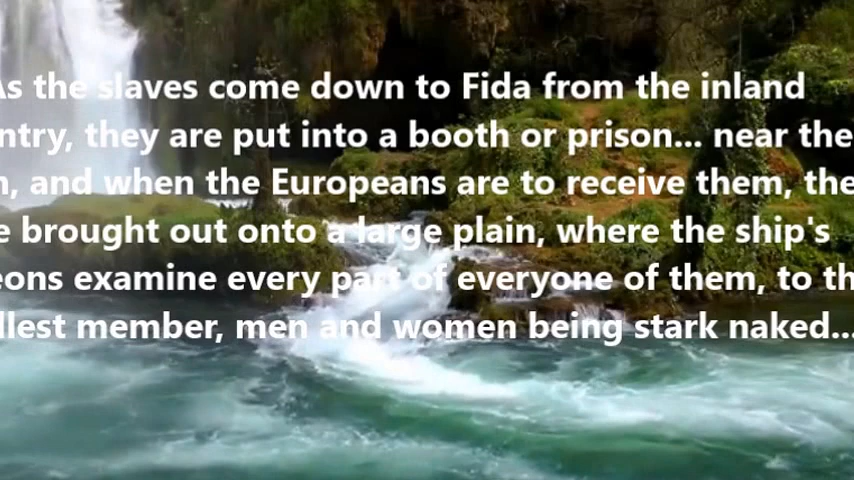 As the slaves come down to Fida from the inland
ntry, they are put into a booth or prison... near the
n, and when the Europeans are to receive them, the
e brought out onto a large plain, where the ship's
eons examine every part of everyone of them, to th
llest member, men and women being stark naked...